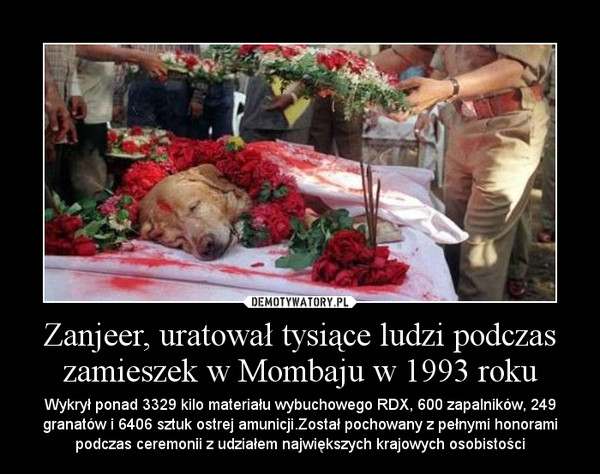 DEMOTYWATORY.PL
Zanjeer, uratował tysiące ludzi podczas
zamieszek w Mombaju w 1993 roku
Wykrył ponad 3329 kilo materiału wybuchowego RDX, 600 zapalników, 249
granatów i 6406 sztuk ostrej amunicji.Został pochowany z pełnymi honorami
podczas ceremonii z udziałem największych krajowych osobistości